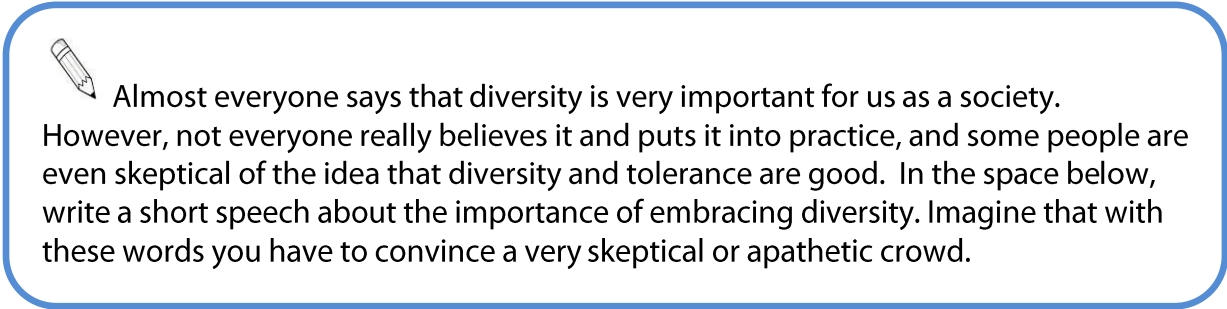 Almost everyone says that diversity is very important for us as a society.
However, not everyone really believes it and puts it into practice, and some people are
even skeptical of the idea that diversity and tolerance are good.  In the space below,
write a short speech about the importance of embracing diversity. Imagine that with
these words you have to convince a very skeptical or apathetic crowd.